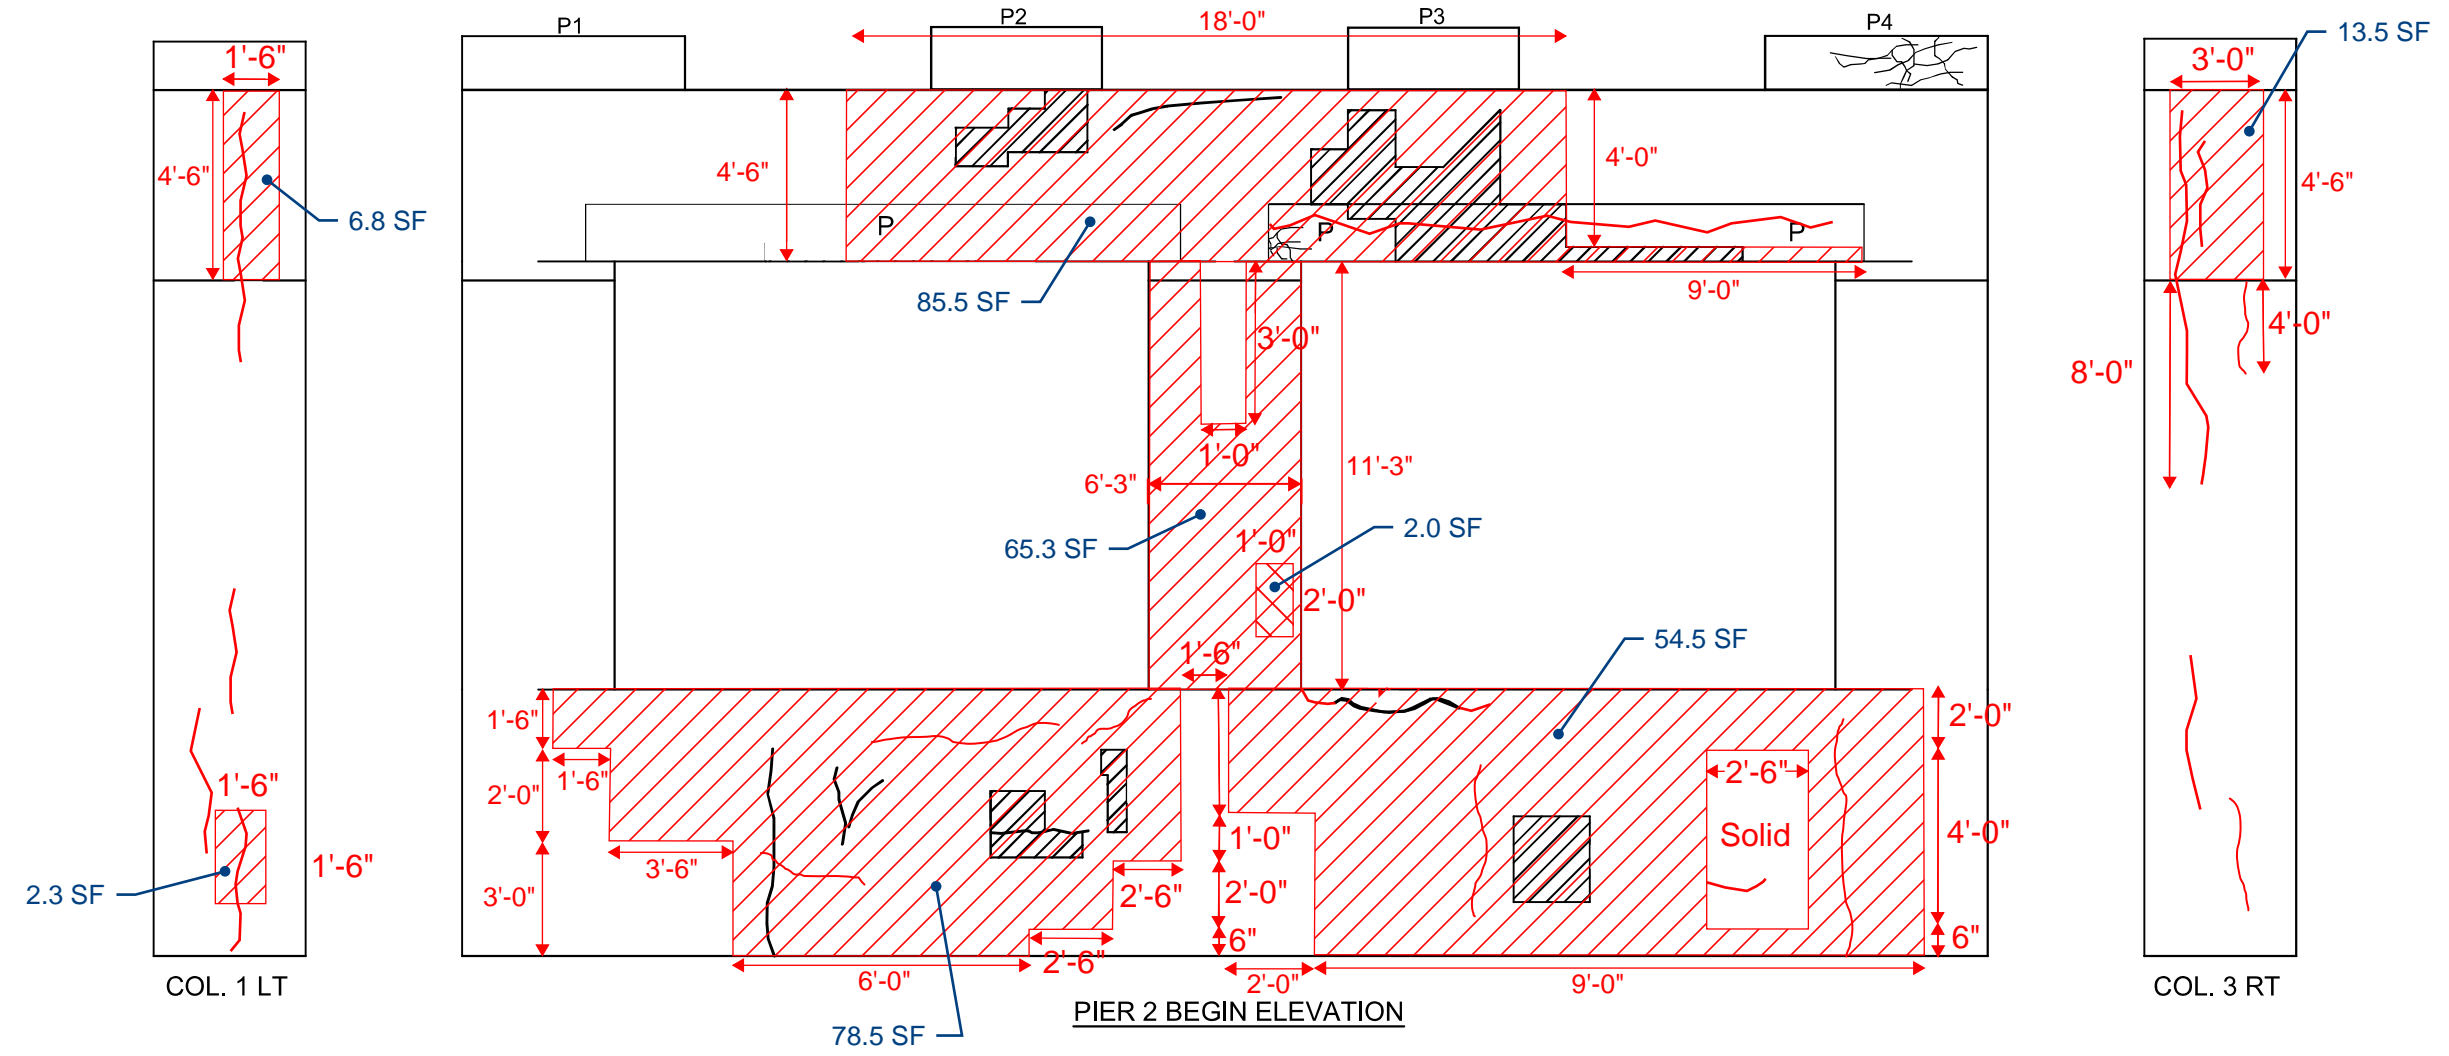 P1
P2
18'-0"
P3
P4
13.5 SF
1'-6"
3'-0"
4'-6"
4'-6"
4'-0"
4'-6"
6.8 SF
P
P
P
85.5 SF
9'-0"
3'-0"
4'-0"
8'-0"
1'-0"
11'-3"
6'-3"
65.3 SF
1'-0"
2.0 SF
2'-0"
54.5 SF
1'-6"
1'-6"
2'-0"
1'-6"
2'-6"
1'-6"
2'-0"
1'-0"
Solid
4'-0"
1'-6"
3'-6"
2.3 SF
3'-0"
2'-6"
2'-0"
6"
6"
2'-6"
6'-0"
2'-0"
9'-0"
COL. 1 LT
COL. 3 RT
PIER 2 BEGIN ELEVATION
78.5 SF